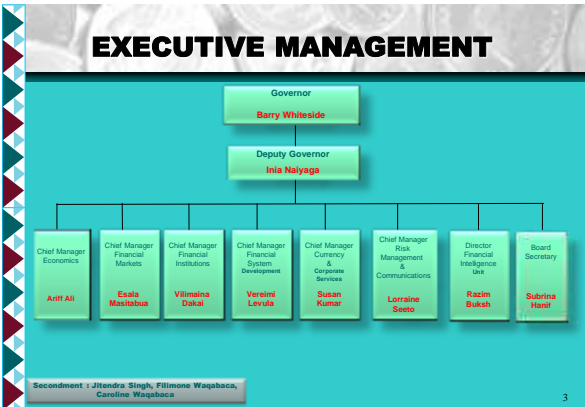 EXECUTIVE MANAGEMENT
Governor
Barry Whiteside
Deputy Governor
Inia Naiyaga
Chief Manager
Economics
Ariff Ali
Chief Manager
Financial
Markets
Esala
Masitabua
Chief Manager
Financial
Institutions
Vilimaina
Dakai
Chief Manager
Financial
System
Development
Vereimi
Levula
Chief Manager
Currency
&
Corporate
Services
Susan
Kumar
Chief Manager
Risk
Management
&
Communications
Lorraine
Seeto
Director
Financial
Intelligence
Unit
Razim
Buksh
Board
Secretary
Subrina
Hanif
Secondment : Jitendra Singh, Filimone Waqabaca,
Caroline Waqabaca
3